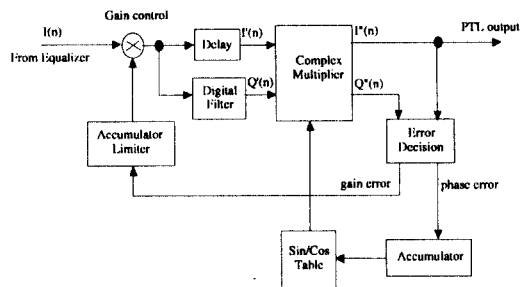 Gain control
I(n)
From Equalizer
Delay
I'(n)
Digital
Filter
Q'(n)
Complex
Multiplier
I"(n)
Q"(n)
PTL output
Error
Decision
Accumulator
Limiter
gain error
phase error
Accumulator
Sin/Cos
Table